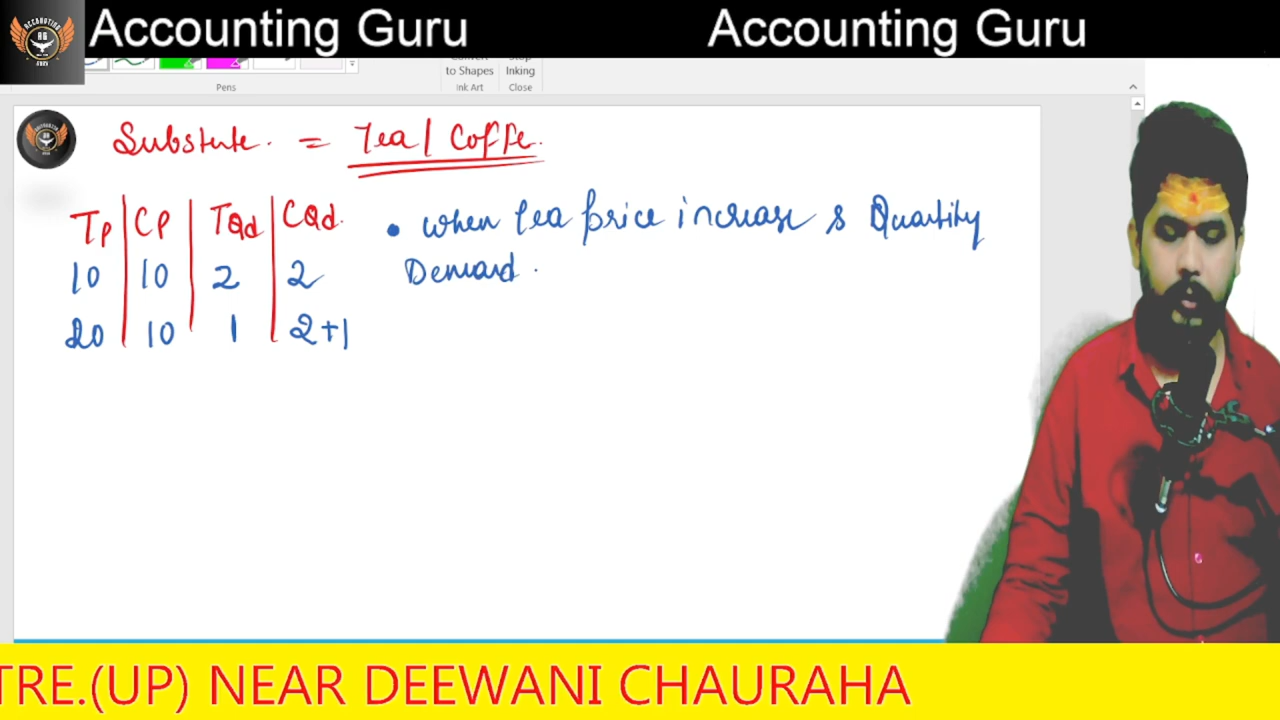 Accounting Guru
Accounting Guru
to Shapes
Inking
Pens
Ink Art
Close
Substute. = Tea/Coffe.
TP CP TQd CQd.
10 10 2 2
20 10 1 2+1
• when tea price increase s Quantity
Demand.
TRE.(UP) NEAR DEEWANI CHAURAHA